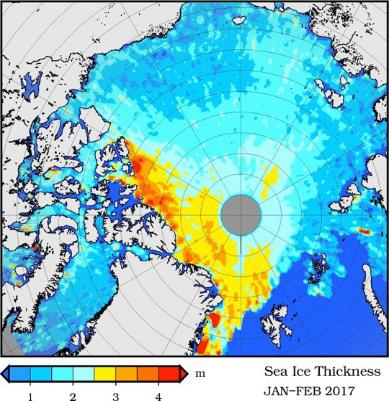 m
1 2 3 4
Sea Ice Thickness
JAN-FEB 2017